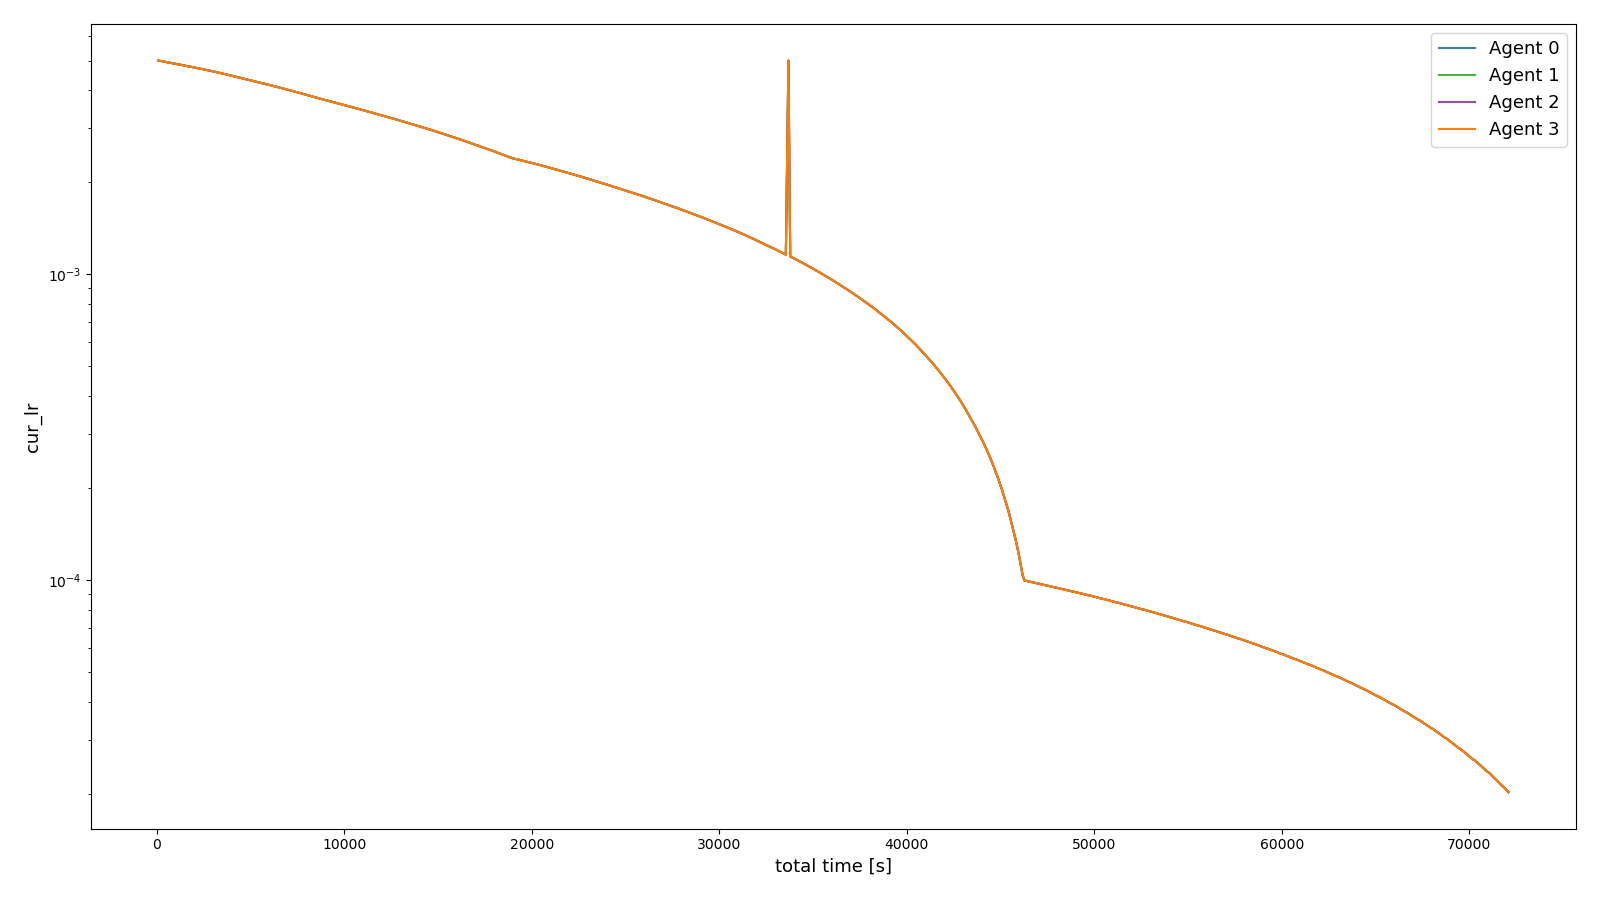 Agent 0
Agent 1
Agent 2
Agent 3
cur_lr
10⁻³
10⁻⁴
0 10000 20000 30000 40000 50000 60000 70000
total time [s]